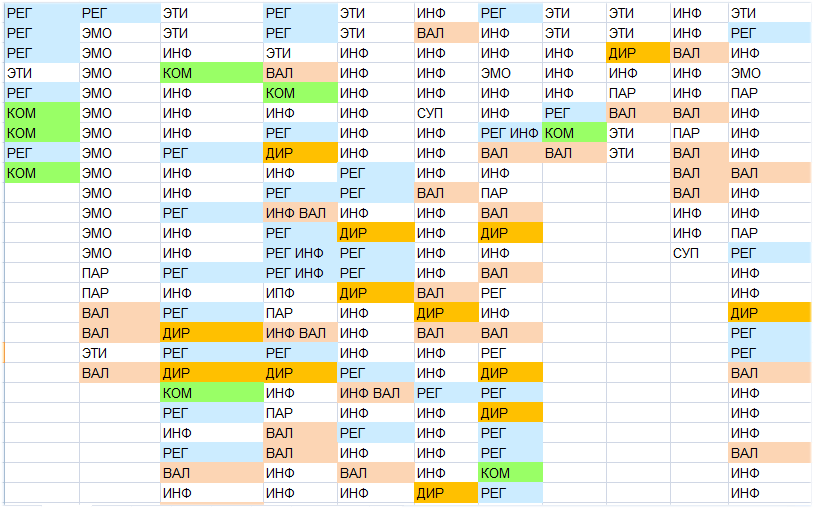 РЕГ РЕГ ЭТИ РЕГ ЭТИ ИНФ РЕГ ЭТИ ЭТИ ИНФ ЭТИ
РЕГ ЭМО ЭТИ РЕГ ЭТИ ВАЛ ИНФ ЭТИ ЭТИ ИНФ РЕГ
РЕГ ЭМО ИНФ ЭТИ ИНФ ИНФ ИНФ ИНФ ДИР ВАЛ ИНФ
ЭТИ ЭМО КОМ ВАЛ ИНФ ИНФ ЭМО ИНФ ИНФ ИНФ ЭМО
РЕГ ЭМО ИНФ КОМ ИНФ ИНФ ИНФ ИНФ ПАР ИНФ ПАР
КОМ ЭМО ИНФ ИНФ ИНФ СУП ИНФ РЕГ ВАЛ ВАЛ ИНФ
КОМ ЭМО ИНФ РЕГ ИНФ ИНФ РЕГ ИНФ КОМ ЭТИ ПАР ИНФ
РЕГ ЭМО РЕГ ДИР ИНФ ИНФ ВАЛ ВАЛ ЭТИ ВАЛ ИНФ
КОМ ЭМО ИНФ ИНФ РЕГ ИНФ ИНФ ВАЛ ВАЛ
ЭМО ИНФ РЕГ РЕГ ВАЛ ПАР ВАЛ ИНФ
ЭМО РЕГ ИНФ ВАЛ ИНФ ИНФ ВАЛ ИНФ ИНФ
ЭМО ИНФ РЕГ ДИР ИНФ ДИР ИНФ ПАР
ЭМО ИНФ РЕГ ИНФ РЕГ ИНФ ИНФ СУП РЕГ
ПАР РЕГ РЕГ ИНФ РЕГ ИНФ ВАЛ ИНФ
ПАР ИНФ ИПФ ДИР ВАЛ РЕГ ИНФ
ВАЛ РЕГ ПАР ИНФ ДИР ИНФ ДИР
ВАЛ ДИР ИНФ ВАЛ ИНФ ВАЛ ВАЛ РЕГ
ЭТИ РЕГ РЕГ ИНФ ИНФ РЕГ РЕГ
ВАЛ ДИР ДИР РЕГ ИНФ ДИР ВАЛ
КОМ ИНФ ИНФ ВАЛ РЕГ РЕГ ИНФ
РЕГ ПАР ИНФ ИНФ ДИР ИНФ
ИНФ ВАЛ РЕГ ИНФ РЕГ ИНФ
РЕГ ВАЛ ИНФ ИНФ РЕГ ВАЛ
ВАЛ ИНФ ВАЛ ИНФ КОМ ИНФ
ИНФ ИНФ ИНФ ДИР РЕГ ИНФ